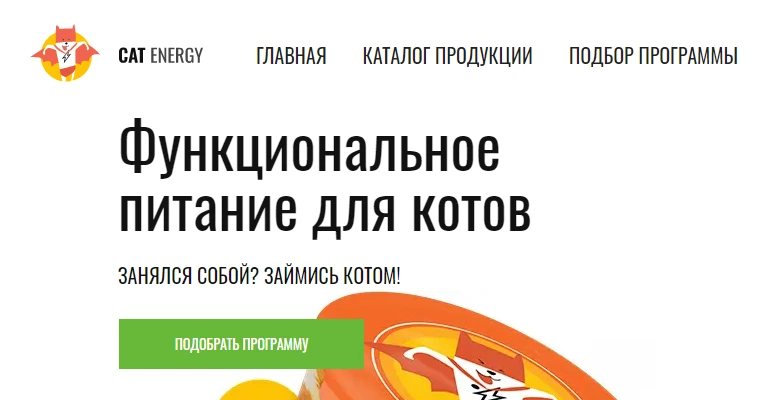 CAT ENERGY ГЛАВНАЯ КАТАЛОГ ПРОДУКЦИИ ПОДБОР ПРОГРАММЫ
Функциональное
питание для котов
ЗАНЯЛСЯ СОБОЙ? ЗАЙМИСЬ КОТОМ!
ПОДОБРАТЬ ПРОГРАММУ